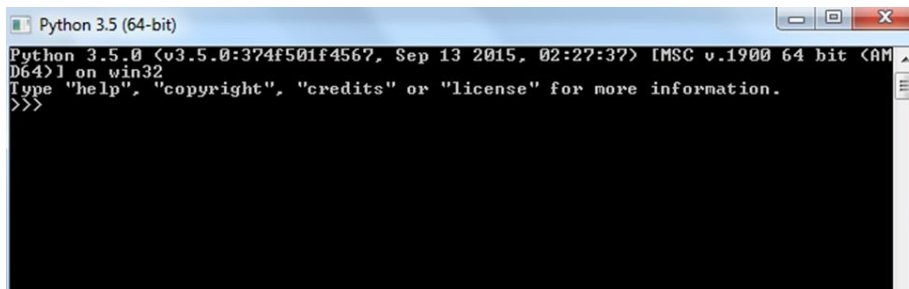 Python 3.5 (64-bit)
Python 3.5.0 (v3.5.0:374f501f4567, Sep 13 2015, 02:27:37) [MSC v.1900 64 bit (AM
D64)] on win32
Type "help", "copyright", "credits" or "license" for more information.
>>>